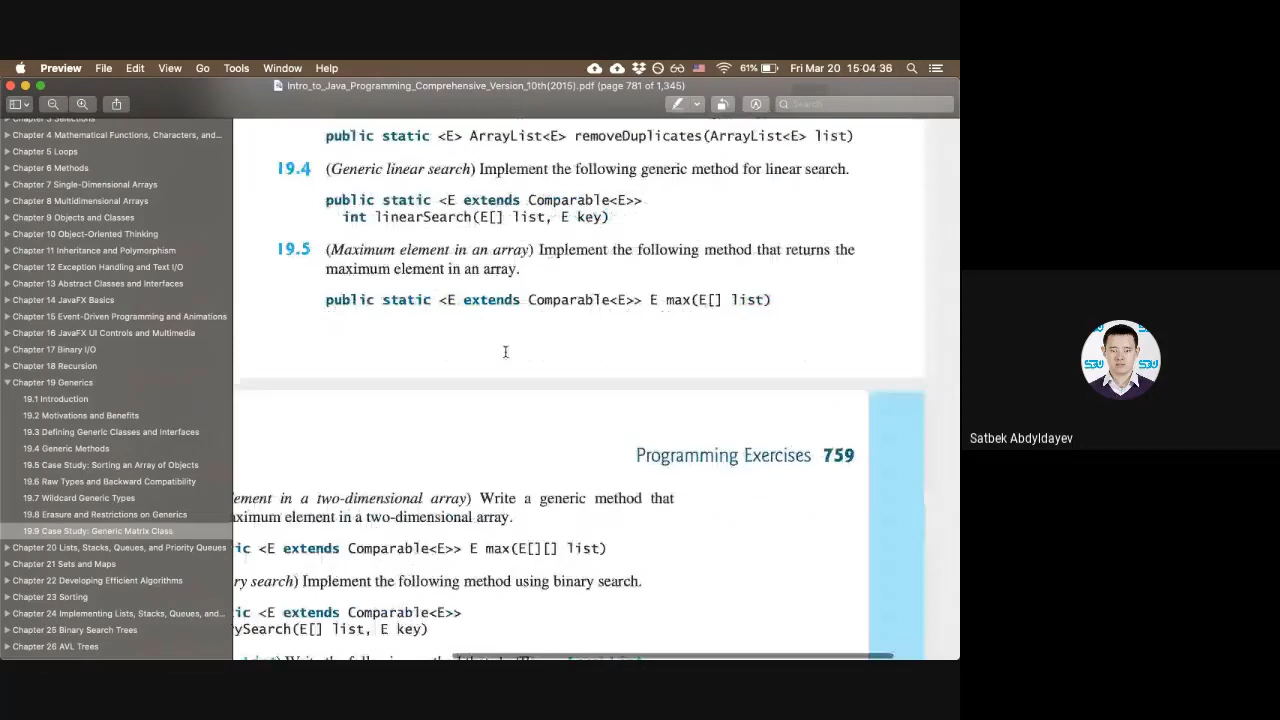 Preview File Edit View Go Tools Window Help 61% Fri Mar 20 15:04:36
Intro_to_Java_Programming_Comprehensive_Version_10th(2015).pdf (page 781 of 1,345)
Search
Chapter 3 Selections
Chapter 4 Mathematical Functions, Characters, and...
Chapter 5 Loops
Chapter 6 Methods
Chapter 7 Single-Dimensional Arrays
Chapter 8 Multidimensional Arrays
Chapter 9 Objects and Classes
Chapter 10 Object-Oriented Thinking
Chapter 11 Inheritance and Polymorphism
Chapter 12 Exception Handling and Text I/O
Chapter 13 Abstract Classes and Interfaces
Chapter 14 JavaFX Basics
Chapter 15 Event-Driven Programming and Animations
Chapter 16 JavaFX UI Controls and Multimedia
Chapter 17 Binary I/O
Chapter 18 Recursion
Chapter 19 Generics
19.1 Introduction
19.2 Motivations and Benefits
19.3 Defining Generic Classes and Interfaces
19.4 Generic Methods
19.5 Case Study: Sorting an Array of Objects
19.6 Raw Types and Backward Compatibility
19.7 Wildcard Generic Types
19.8 Erasure and Restrictions on Generics
19.9 Case Study: Generic Matrix Class
Chapter 20 Lists, Stacks, Queues, and Priority Queues
Chapter 21 Sets and Maps
Chapter 22 Developing Efficient Algorithms
Chapter 23 Sorting
Chapter 24 Implementing Lists, Stacks, Queues, and...
Chapter 25 Binary Search Trees
Chapter 26 AVL Trees
public static <E> ArrayList<E> removeDuplicates(ArrayList<E> list)
19.4 (Generic linear search) Implement the following generic method for linear search.
public static <E extends Comparable<E>>
int linearSearch(E[] list, E key)
19.5 (Maximum element in an array) Implement the following method that returns the
maximum element in an array.
public static <E extends Comparable<E>> E max(E[] list)
Programming Exercises 759
lement in a two-dimensional array) Write a generic method that
aximum element in a two-dimensional array.
ic <E extends Comparable<E>> E max(E[][] list)
ry search) Implement the following method using binary search.
ic <E extends Comparable<E>>
ySearch(E[] list, E key)
Satbek Abdyldayev